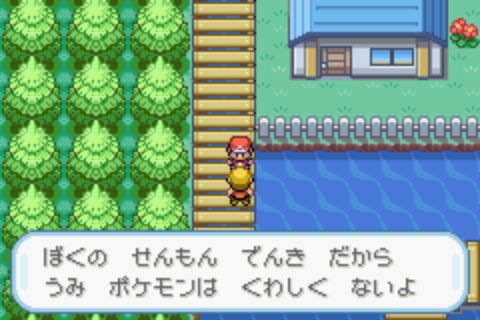 ぼくの　せんもん　でんき　だから
うみ　ポケモンは　くわしく　ないよ